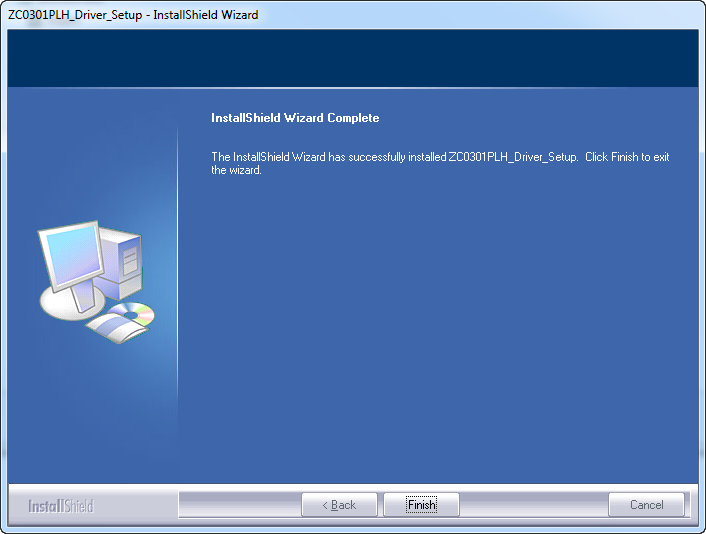 ZC0301PLH_Driver_Setup - InstallShield Wizard
InstallShield Wizard Complete
The InstallShield Wizard has successfully installed ZC0301PLH_Driver_Setup. Click Finish to exit
the wizard.
InstallShield
< Back Finish Cancel